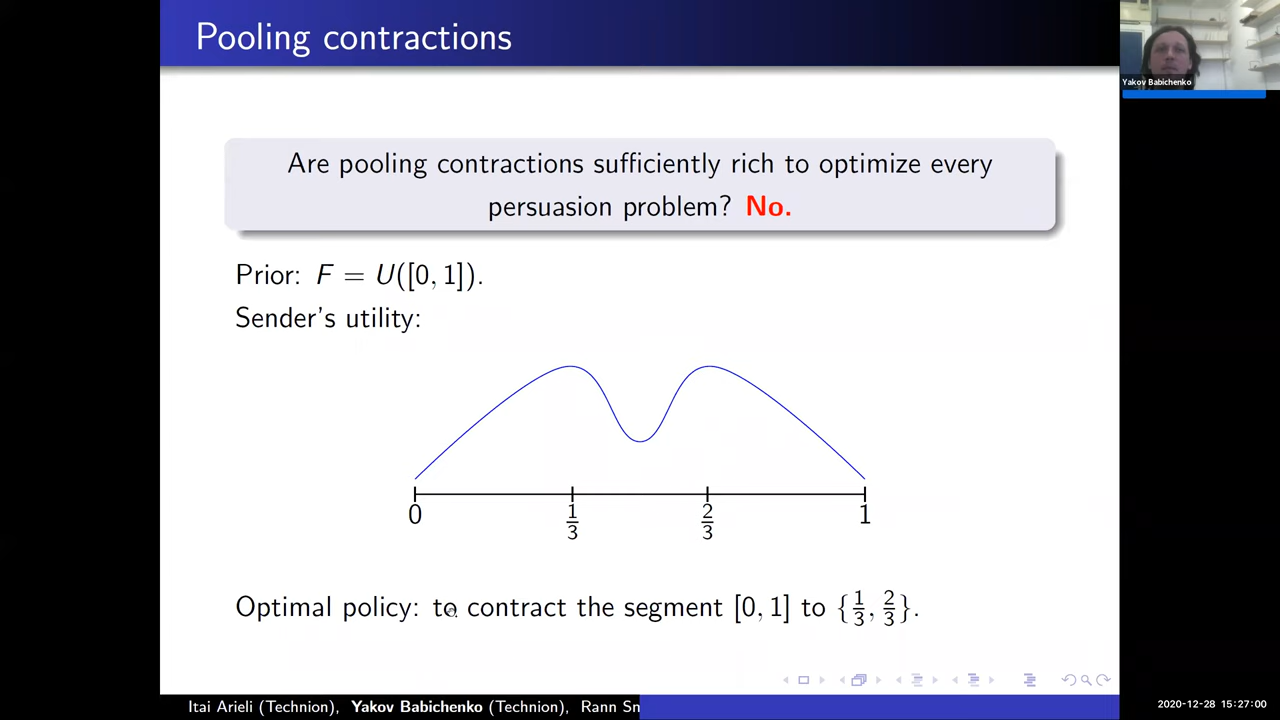 Pooling contractions
Yakov Babichenko
Are pooling contractions sufficiently rich to optimize every
persuasion problem? No.
Prior: F = U([0, 1]).
Sender's utility:
0 1/3 2/3 1
Optimal policy: to contract the segment [0, 1] to {1/3, 2/3}.
Itai Arieli (Technion), Yakov Babichenko (Technion), Rann Sn
2020-12-28 15:27:00